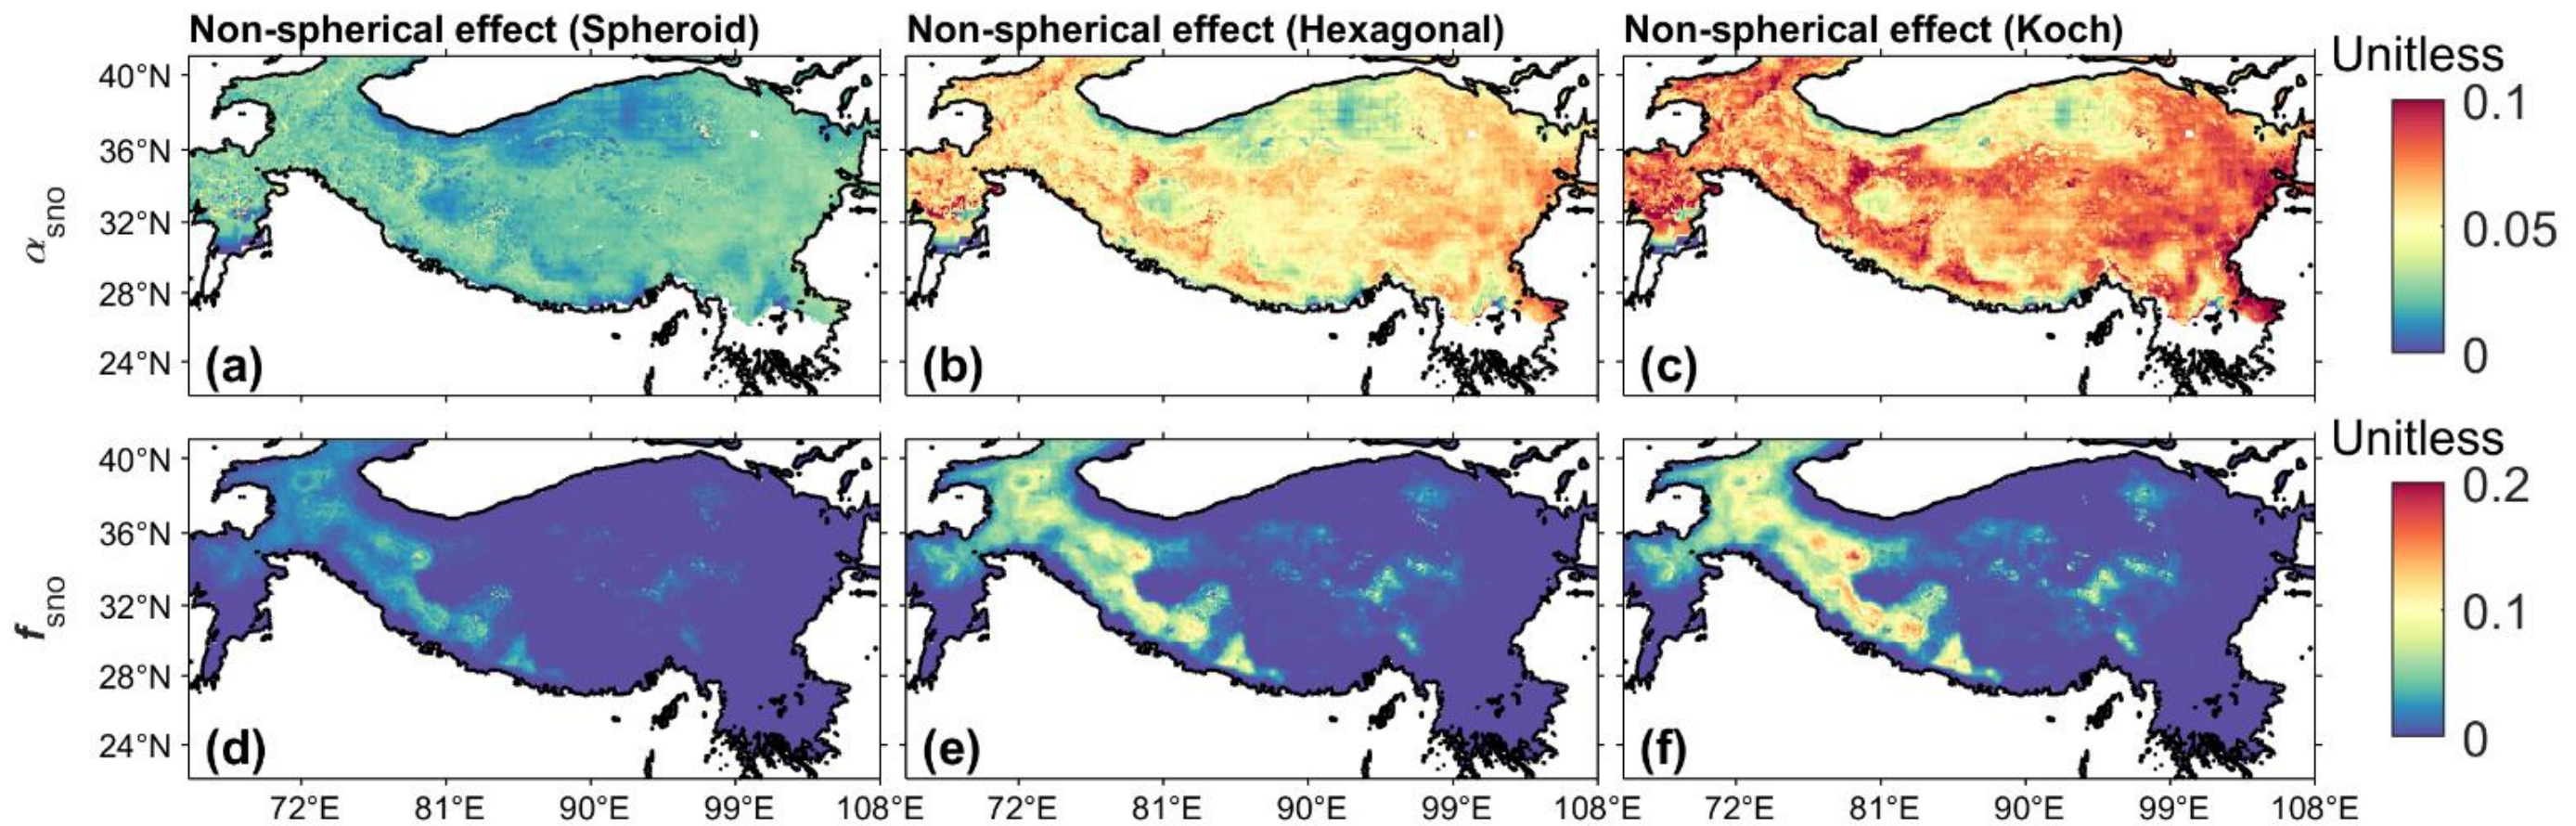 Non-spherical effect (Spheroid) Non-spherical effect (Hexagonal) Non-spherical effect (Koch)
Unitless
40°N
36°N
32°N
28°N
24°N
α sno
(a) (b) (c)
0.1
0.05
0
Unitless
40°N
36°N
32°N
28°N
24°N
f sno
(d) (e) (f)
0.2
0.1
0
72°E 81°E 90°E 99°E 108°E 72°E 81°E 90°E 99°E 108°E 72°E 81°E 90°E 99°E 108°E